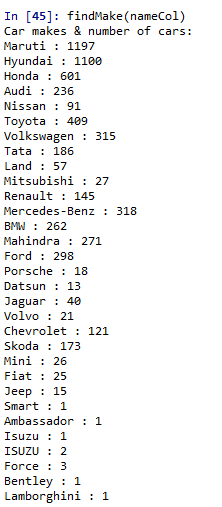 In [45]: findMake(nameCol)
Car makes & number of cars:
Maruti : 1197
Hyundai : 1100
Honda : 601
Audi : 236
Nissan : 91
Toyota : 409
Volkswagen : 315
Tata : 186
Land : 57
Mitsubishi : 27
Renault : 145
Mercedes-Benz : 318
BMW : 262
Mahindra : 271
Ford : 298
Porsche : 18
Datsun : 13
Jaguar : 40
Volvo : 21
Chevrolet : 121
Skoda : 173
Mini : 26
Fiat : 25
Jeep : 15
Smart : 1
Ambassador : 1
Isuzu : 1
ISUZU : 2
Force : 3
Bentley : 1
Lamborghini : 1